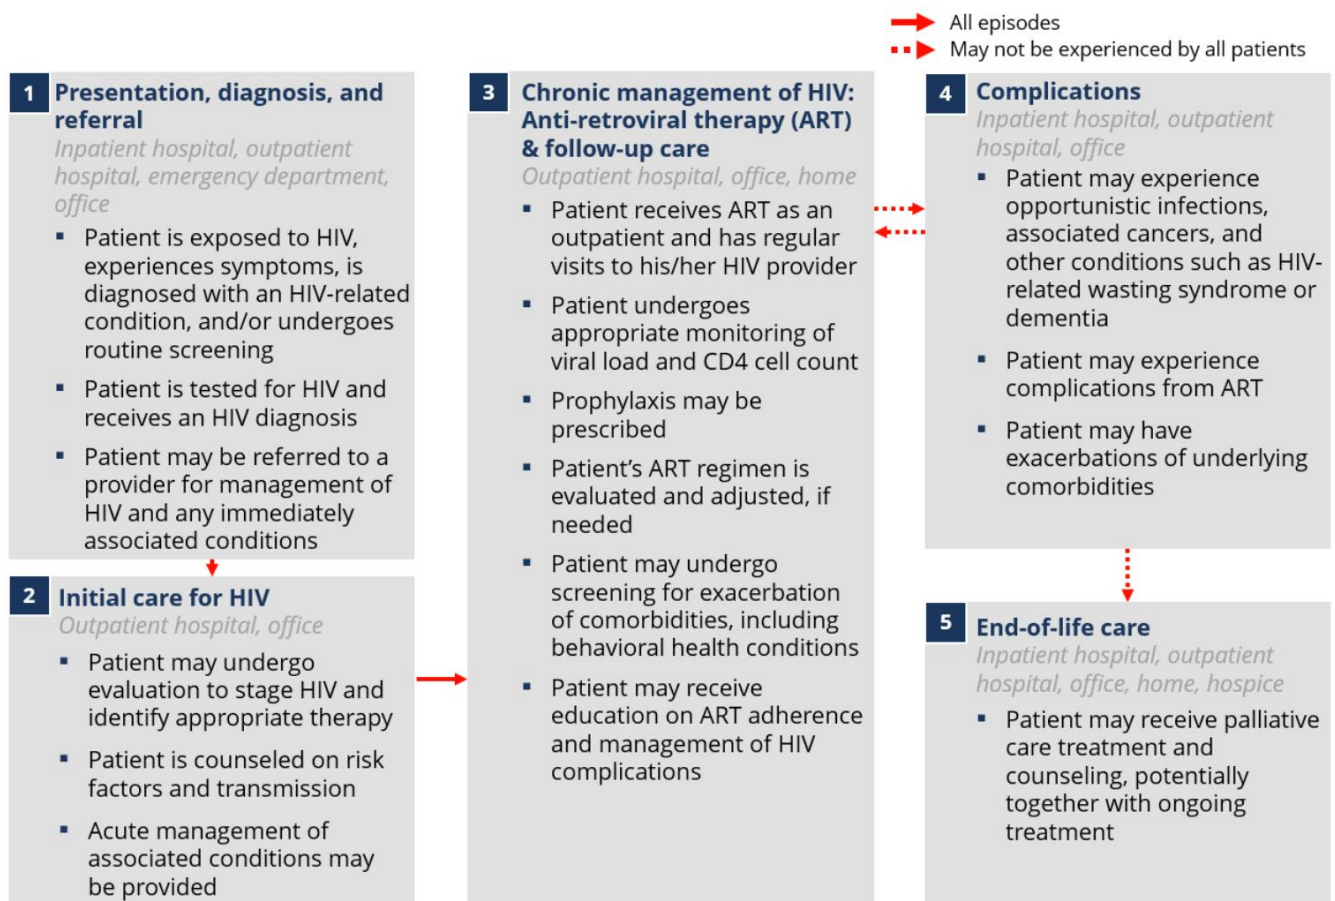 All episodes
May not be experienced by all patients
1 Presentation, diagnosis, and
referral
Inpatient hospital, outpatient
hospital, emergency department,
office
▪ Patient is exposed to HIV,
experiences symptoms, is
diagnosed with an HIV-related
condition, and/or undergoes
routine screening
▪ Patient is tested for HIV and
receives an HIV diagnosis
▪ Patient may be referred to a
provider for management of
HIV and any immediately
associated conditions
2 Initial care for HIV
Outpatient hospital, office
▪ Patient may undergo
evaluation to stage HIV and
identify appropriate therapy
▪ Patient is counseled on risk
factors and transmission
▪ Acute management of
associated conditions may
be provided
3 Chronic management of HIV:
Anti-retroviral therapy (ART)
& follow-up care
Outpatient hospital, office, home
▪ Patient receives ART as an
outpatient and has regular
visits to his/her HIV provider
▪ Patient undergoes
appropriate monitoring of
viral load and CD4 cell count
▪ Prophylaxis may be
prescribed
▪ Patient's ART regimen is
evaluated and adjusted, if
needed
▪ Patient may undergo
screening for exacerbation
of comorbidities, including
behavioral health conditions
▪ Patient may receive
education on ART adherence
and management of HIV
complications
4 Complications
Inpatient hospital, outpatient
hospital, office
▪ Patient may experience
opportunistic infections,
associated cancers, and
other conditions such as HIV-
related wasting syndrome or
dementia
▪ Patient may experience
complications from ART
▪ Patient may have
exacerbations of underlying
comorbidities
5 End-of-life care
Inpatient hospital, outpatient
hospital, office, home, hospice
▪ Patient may receive palliative
care treatment and
counseling, potentially
together with ongoing
treatment